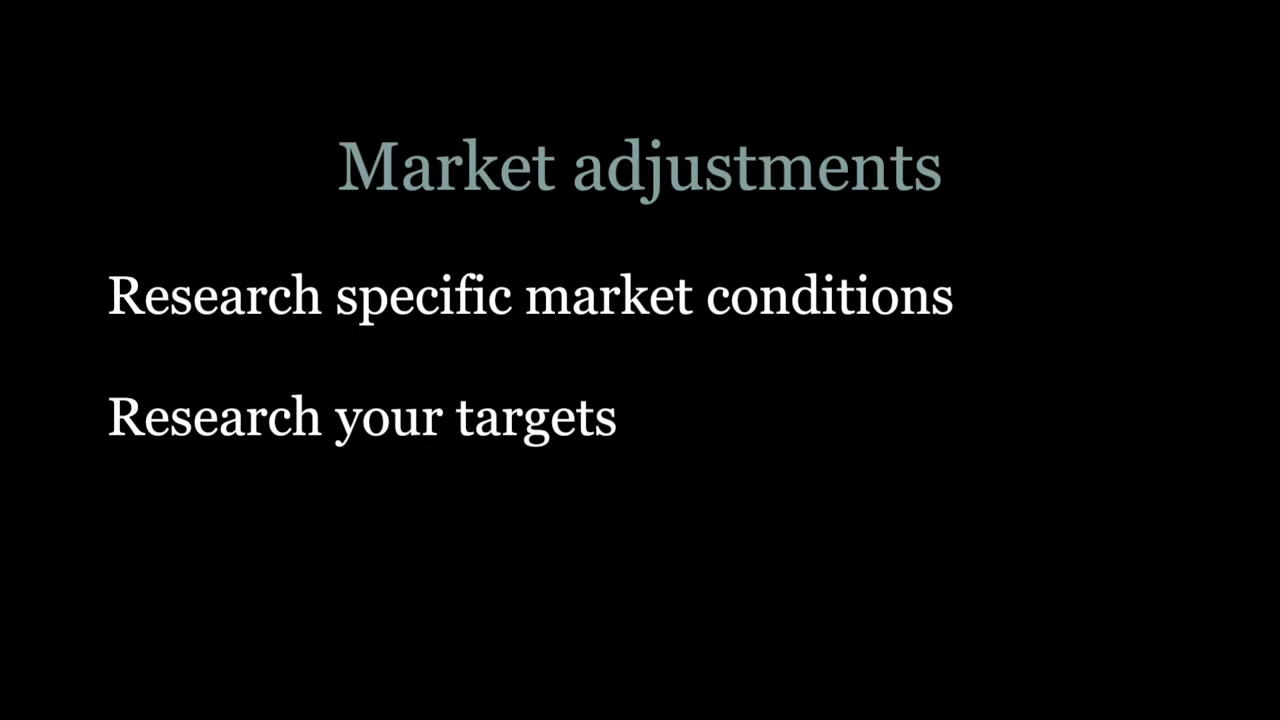 Market adjustments
Research specific market conditions
Research your targets